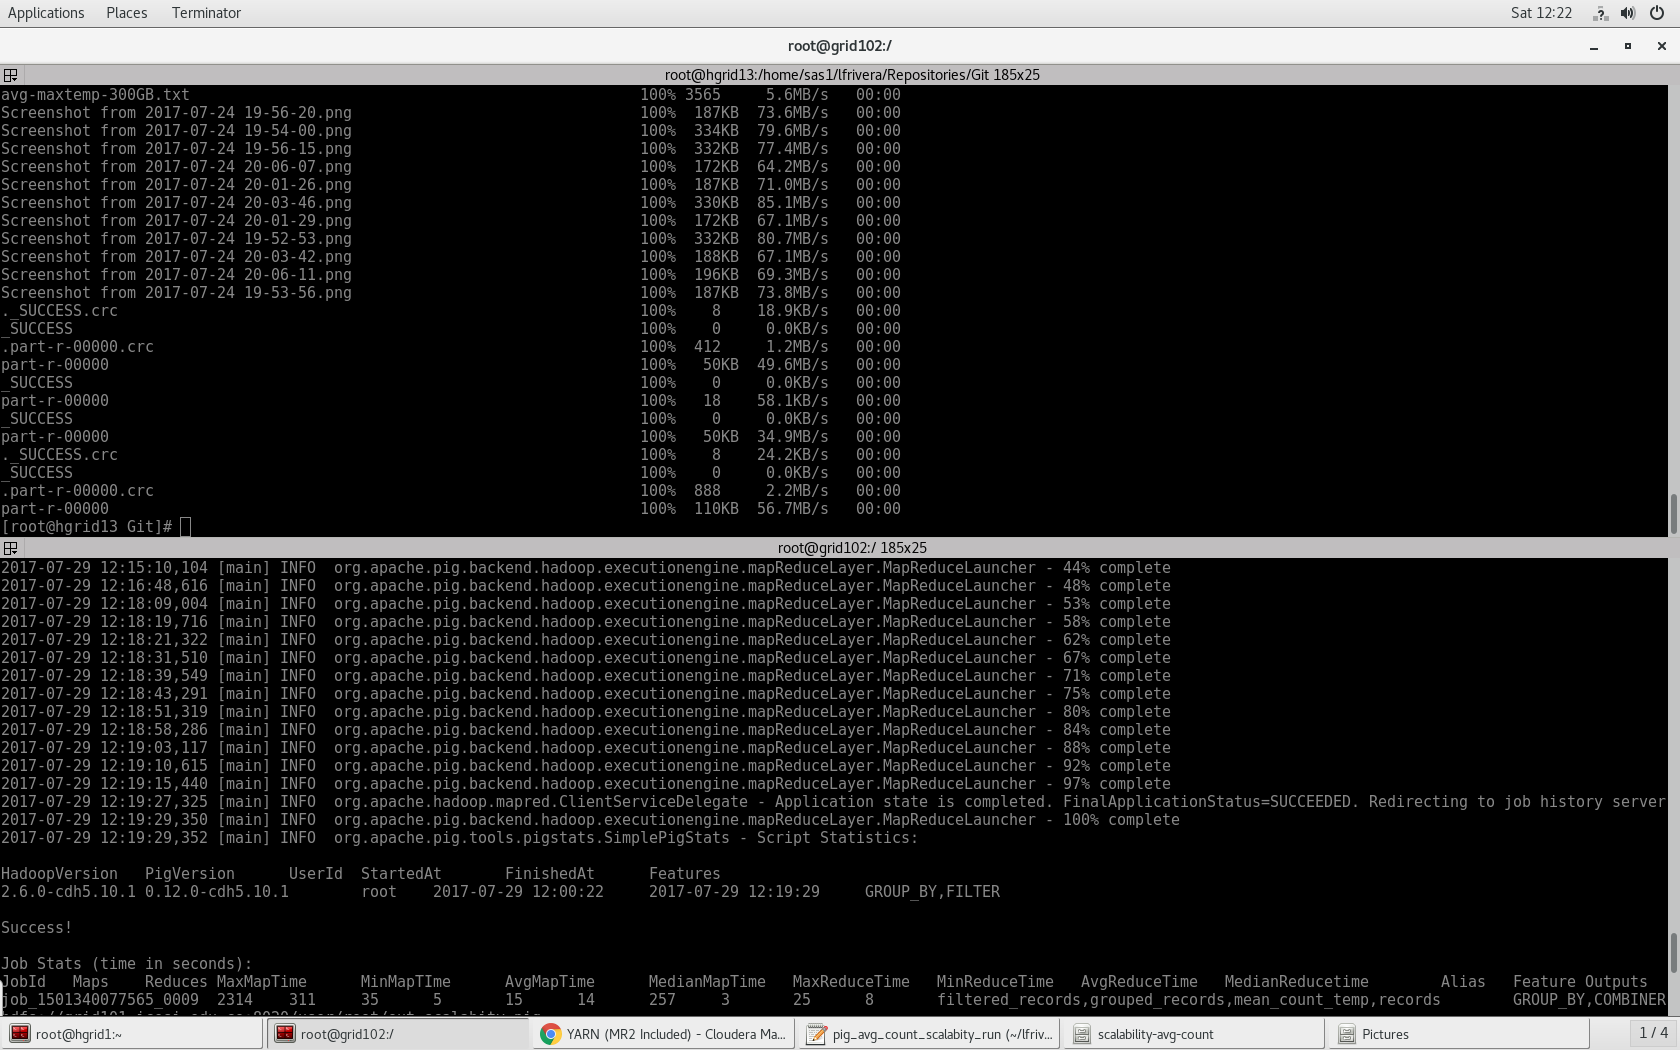 Applications Places Terminator Sat 12:22
root@grid102:/
root@hgrid13:/home/sas1/lfrivera/Repositories/Git 185x25
avg-maxtemp-300GB.txt 100% 3565 5.6MB/s 00:00
Screenshot from 2017-07-24 19-56-20.png 100% 187KB 73.6MB/s 00:00
Screenshot from 2017-07-24 19-54-00.png 100% 334KB 79.6MB/s 00:00
Screenshot from 2017-07-24 19-56-15.png 100% 332KB 77.4MB/s 00:00
Screenshot from 2017-07-24 20-06-07.png 100% 172KB 64.2MB/s 00:00
Screenshot from 2017-07-24 20-01-26.png 100% 187KB 71.0MB/s 00:00
Screenshot from 2017-07-24 20-03-46.png 100% 330KB 85.1MB/s 00:00
Screenshot from 2017-07-24 20-01-29.png 100% 172KB 67.1MB/s 00:00
Screenshot from 2017-07-24 19-52-53.png 100% 332KB 80.7MB/s 00:00
Screenshot from 2017-07-24 20-03-42.png 100% 188KB 67.1MB/s 00:00
Screenshot from 2017-07-24 20-06-11.png 100% 196KB 69.3MB/s 00:00
Screenshot from 2017-07-24 19-53-56.png 100% 187KB 73.8MB/s 00:00
._SUCCESS.crc 100% 8 18.9KB/s 00:00
_SUCCESS 100% 0 0.0KB/s 00:00
.part-r-00000.crc 100% 412 1.2MB/s 00:00
part-r-00000 100% 50KB 49.6MB/s 00:00
_SUCCESS 100% 0 0.0KB/s 00:00
part-r-00000 100% 18 58.1KB/s 00:00
_SUCCESS 100% 0 0.0KB/s 00:00
part-r-00000 100% 50KB 34.9MB/s 00:00
._SUCCESS.crc 100% 8 24.2KB/s 00:00
_SUCCESS 100% 0 0.0KB/s 00:00
.part-r-00000.crc 100% 888 2.2MB/s 00:00
part-r-00000 100% 110KB 56.7MB/s 00:00
[root@hgrid13 Git]#
root@grid102:/ 185x25
2017-07-29 12:15:10,104 [main] INFO org.apache.pig.backend.hadoop.executionengine.mapReduceLayer.MapReduceLauncher - 44% complete
2017-07-29 12:16:48,616 [main] INFO org.apache.pig.backend.hadoop.executionengine.mapReduceLayer.MapReduceLauncher - 48% complete
2017-07-29 12:18:09,004 [main] INFO org.apache.pig.backend.hadoop.executionengine.mapReduceLayer.MapReduceLauncher - 53% complete
2017-07-29 12:18:19,716 [main] INFO org.apache.pig.backend.hadoop.executionengine.mapReduceLayer.MapReduceLauncher - 58% complete
2017-07-29 12:18:21,322 [main] INFO org.apache.pig.backend.hadoop.executionengine.mapReduceLayer.MapReduceLauncher - 62% complete
2017-07-29 12:18:31,510 [main] INFO org.apache.pig.backend.hadoop.executionengine.mapReduceLayer.MapReduceLauncher - 67% complete
2017-07-29 12:18:39,549 [main] INFO org.apache.pig.backend.hadoop.executionengine.mapReduceLayer.MapReduceLauncher - 71% complete
2017-07-29 12:18:43,291 [main] INFO org.apache.pig.backend.hadoop.executionengine.mapReduceLayer.MapReduceLauncher - 75% complete
2017-07-29 12:18:51,319 [main] INFO org.apache.pig.backend.hadoop.executionengine.mapReduceLayer.MapReduceLauncher - 80% complete
2017-07-29 12:18:58,286 [main] INFO org.apache.pig.backend.hadoop.executionengine.mapReduceLayer.MapReduceLauncher - 84% complete
2017-07-29 12:19:03,117 [main] INFO org.apache.pig.backend.hadoop.executionengine.mapReduceLayer.MapReduceLauncher - 88% complete
2017-07-29 12:19:10,615 [main] INFO org.apache.pig.backend.hadoop.executionengine.mapReduceLayer.MapReduceLauncher - 92% complete
2017-07-29 12:19:15,440 [main] INFO org.apache.pig.backend.hadoop.executionengine.mapReduceLayer.MapReduceLauncher - 97% complete
2017-07-29 12:19:27,325 [main] INFO org.apache.hadoop.mapred.ClientServiceDelegate - Application state is completed. FinalApplicationStatus=SUCCEEDED. Redirecting to job history server
2017-07-29 12:19:29,350 [main] INFO org.apache.pig.backend.hadoop.executionengine.mapReduceLayer.MapReduceLauncher - 100% complete
2017-07-29 12:19:29,352 [main] INFO org.apache.pig.tools.pigstats.SimplePigStats - Script Statistics:
HadoopVersion PigVersion UserId StartedAt FinishedAt Features
2.6.0-cdh5.10.1 0.12.0-cdh5.10.1 root 2017-07-29 12:00:22 2017-07-29 12:19:29 GROUP_BY,FILTER
Success!
Job Stats (time in seconds):
JobId Maps Reduces MaxMapTime MinMapTIme AvgMapTime MedianMapTime MaxReduceTime MinReduceTime AvgReduceTime MedianReducetime Alias Feature Outputs
job_1501340077565_0009 2314 311 35 5 15 14 257 3 25 8 filtered_records,grouped_records,mean_count_temp,records GROUP_BY,COMBINER
root@hgrid1:~ root@grid102:/ YARN (MR2 Included) - Cloudera Ma... pig_avg_count_scalabity_run (~/lfriv... scalability-avg-count Pictures 1 / 4